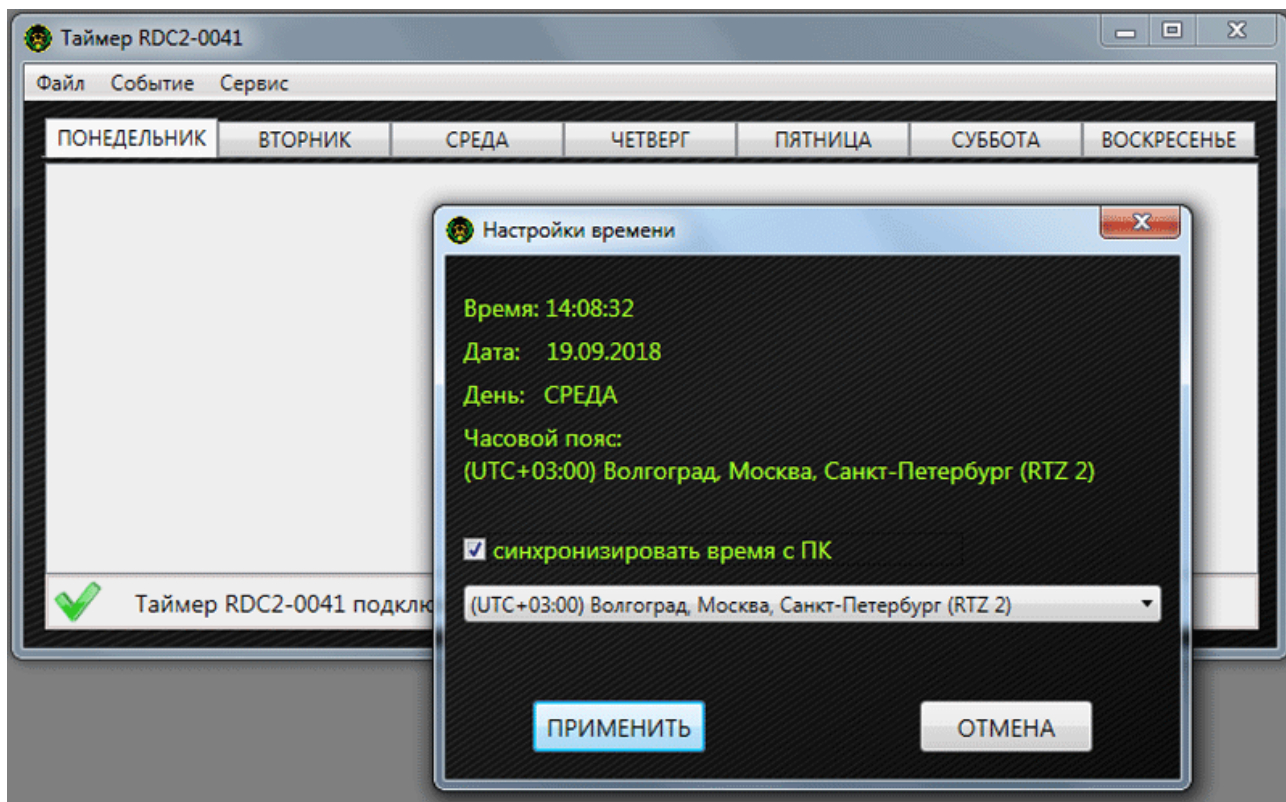 Таймер RDC2-0041
Файл Событие Сервис
ПОНЕДЕЛЬНИК ВТОРНИК СРЕДА ЧЕТВЕРГ ПЯТНИЦА СУББОТА ВОСКРЕСЕНЬЕ
Настройки времени
Время: 14:08:32
Дата: 19.09.2018
День: СРЕДА
Часовой пояс:
(UTC+03:00) Волгоград, Москва, Санкт-Петербург (RTZ 2)
синхронизировать время с ПК
(UTC+03:00) Волгоград, Москва, Санкт-Петербург (RTZ 2)
ПРИМЕНИТЬ ОТМЕНА
Таймер RDC2-0041